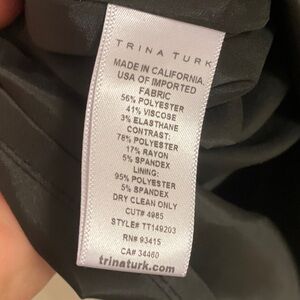 TRINA TURK
MADE IN CALIFORNIA,
USA OF IMPORTED
FABRIC
56% POLYESTER
41% VISCOSE
3% ELASTHANE
CONTRAST:
78% POLYESTER
17% RAYON
5% SPANDEX
LINING:
95% POLYESTER
5% SPANDEX
DRY CLEAN ONLY
CUT# 4985
STYLE# TT149203
RN# 93415
CA# 34460
trinaturk.com